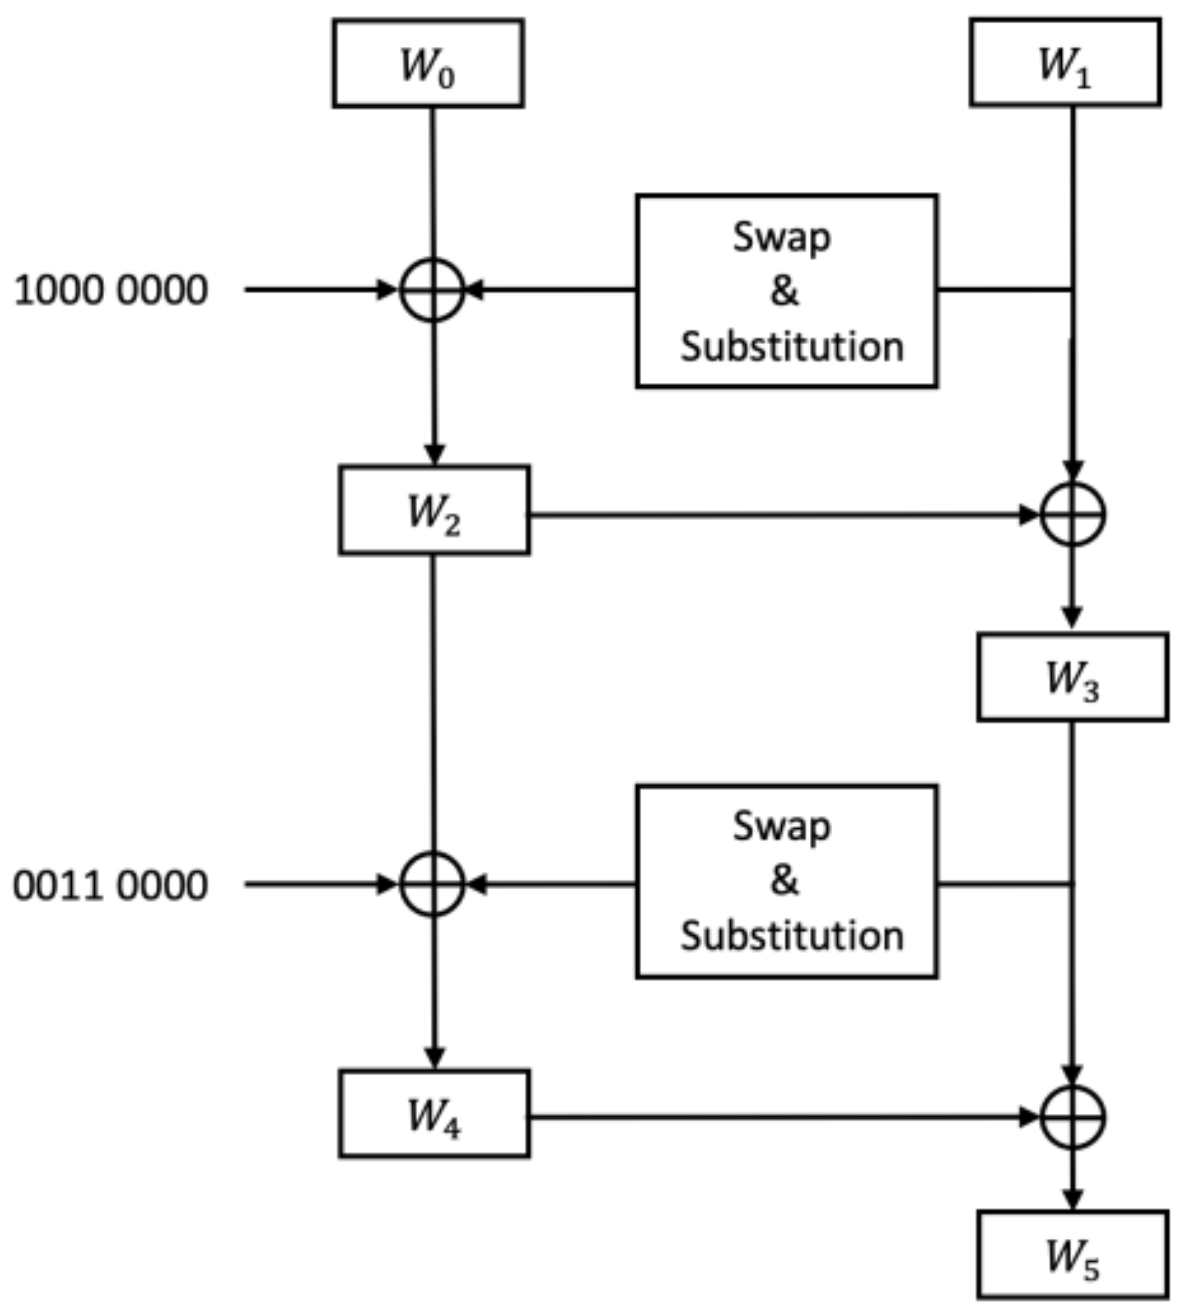 W₀
W₁
Swap
&
Substitution
1000 0000
W₂
W₃
Swap
&
Substitution
0011 0000
W₄
W₅